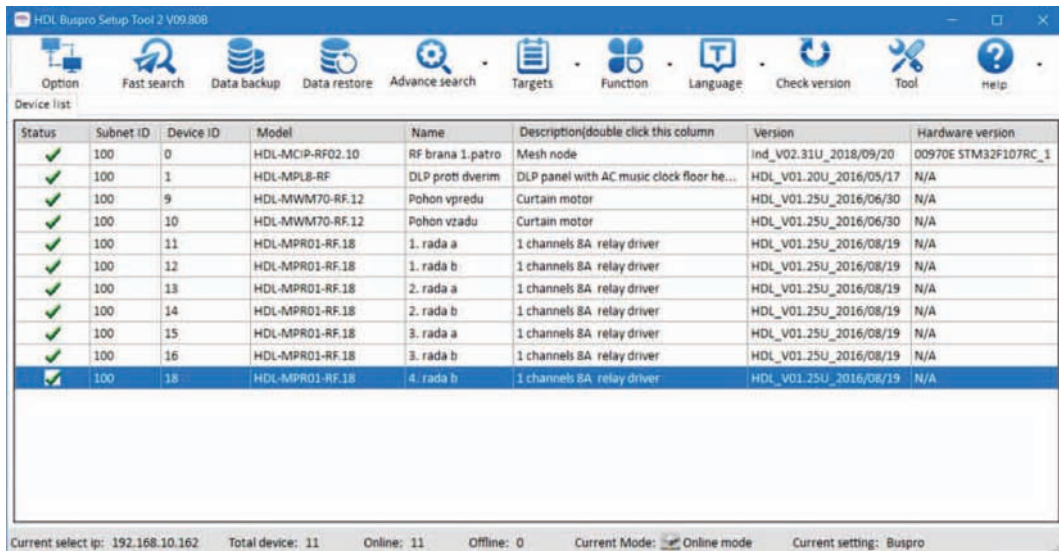 HDL Buspro Setup Tool 2 V09.80B
Option Fast search Data backup Data restore Advance search Targets Function Language Check version Tool Help
Device list
Status Subnet ID Device ID Model Name Description(double click this column Version Hardware version
100 0 HDL-MCIP-RF02.10 RF brana 1.patro Mesh node Ind_V02.31U_2018/09/20 00970E STM32F107RC_1
100 1 HDL-MPL8-RF DLP proti dverim DLP panel with AC music clock floor he... HDL_V01.20U_2016/05/17 N/A
100 9 HDL-MWM70-RF.12 Pohon vpredu Curtain motor HDL_V01.25U_2016/06/30 N/A
100 10 HDL-MWM70-RF.12 Pohon vzadu Curtain motor HDL_V01.25U_2016/06/30 N/A
100 11 HDL-MPR01-RF.18 1. rada a 1 channels 8A relay driver HDL_V01.25U_2016/08/19 N/A
100 12 HDL-MPR01-RF.18 1. rada b 1 channels 8A relay driver HDL_V01.25U_2016/08/19 N/A
100 13 HDL-MPR01-RF.18 2. rada a 1 channels 8A relay driver HDL_V01.25U_2016/08/19 N/A
100 14 HDL-MPR01-RF.18 2. rada b 1 channels 8A relay driver HDL_V01.25U_2016/08/19 N/A
100 15 HDL-MPR01-RF.18 3. rada a 1 channels 8A relay driver HDL_V01.25U_2016/08/19 N/A
100 16 HDL-MPR01-RF.18 3. rada b 1 channels 8A relay driver HDL_V01.25U_2016/08/19 N/A
100 18 HDL-MPR01-RF.18 4. rada b 1 channels 8A relay driver HDL_V01.25U_2016/08/19 N/A
Current select ip: 192.168.10.162 Total device: 11 Online: 11 Offline: 0 Current Mode: Online mode Current setting: Buspro